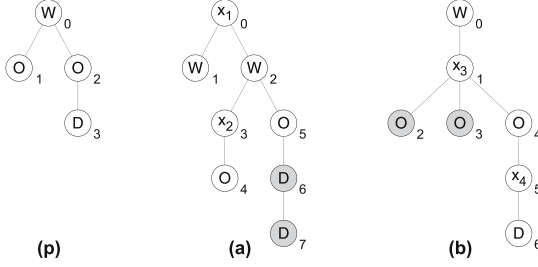 W 0 x₁ 0 W 0
O 1 O 2 W 1 W 2 x₃ 1
D 3 x₂ 3 O 5 O 2 O 3 O 4
O 4 D 6 x₄ 5
D 7 D 6
(p) (a) (b)